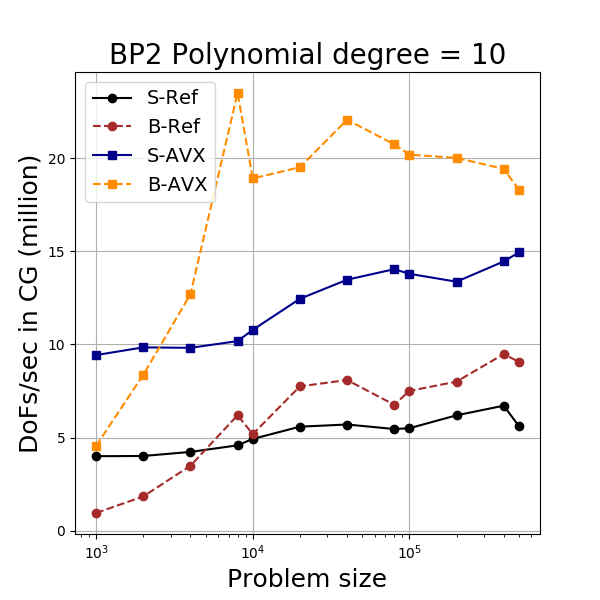 BP2 Polynomial degree = 10
S-Ref
B-Ref
S-AVX
B-AVX
DoFs/sec in CG (million)
20
15
10
5
0
10³
10⁴
10⁵
Problem size